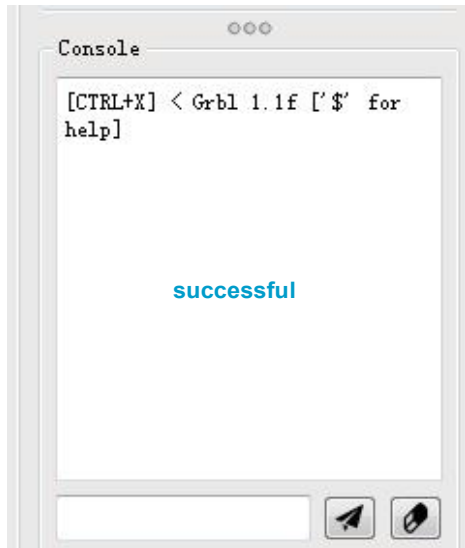 Console
[CTRL+X] < Grbl 1.1f ['$' for
help]
successful